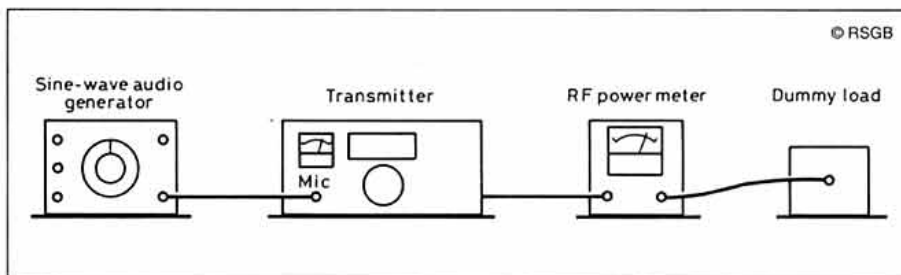 © RSGB
Sine-wave audio
generator
Transmitter
RF power meter
Dummy load
Mic